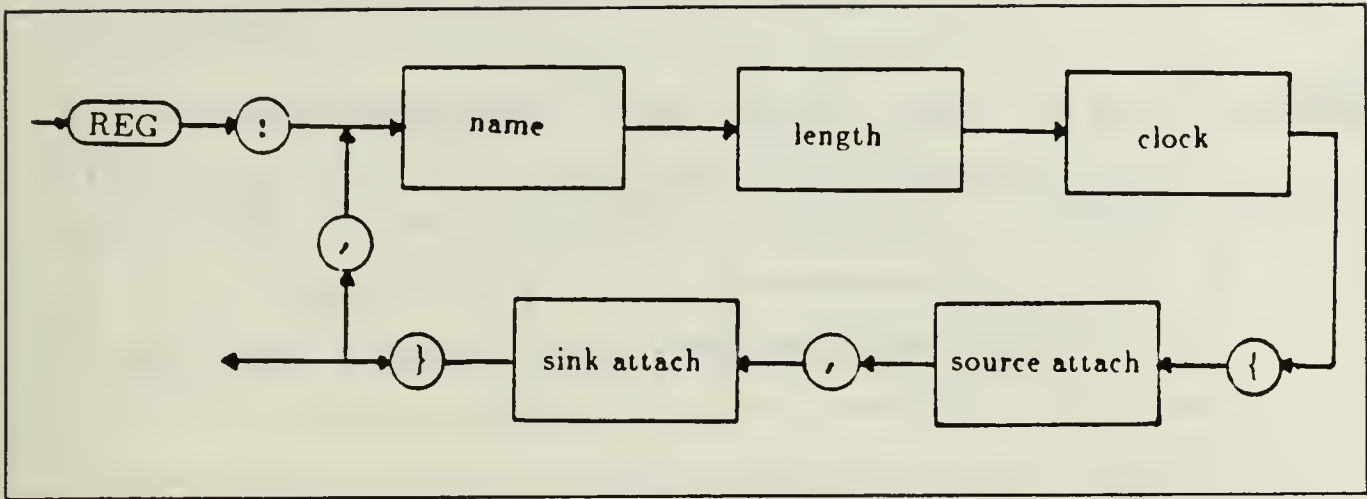 REG : name length clock
,
} sink attach , source attach {